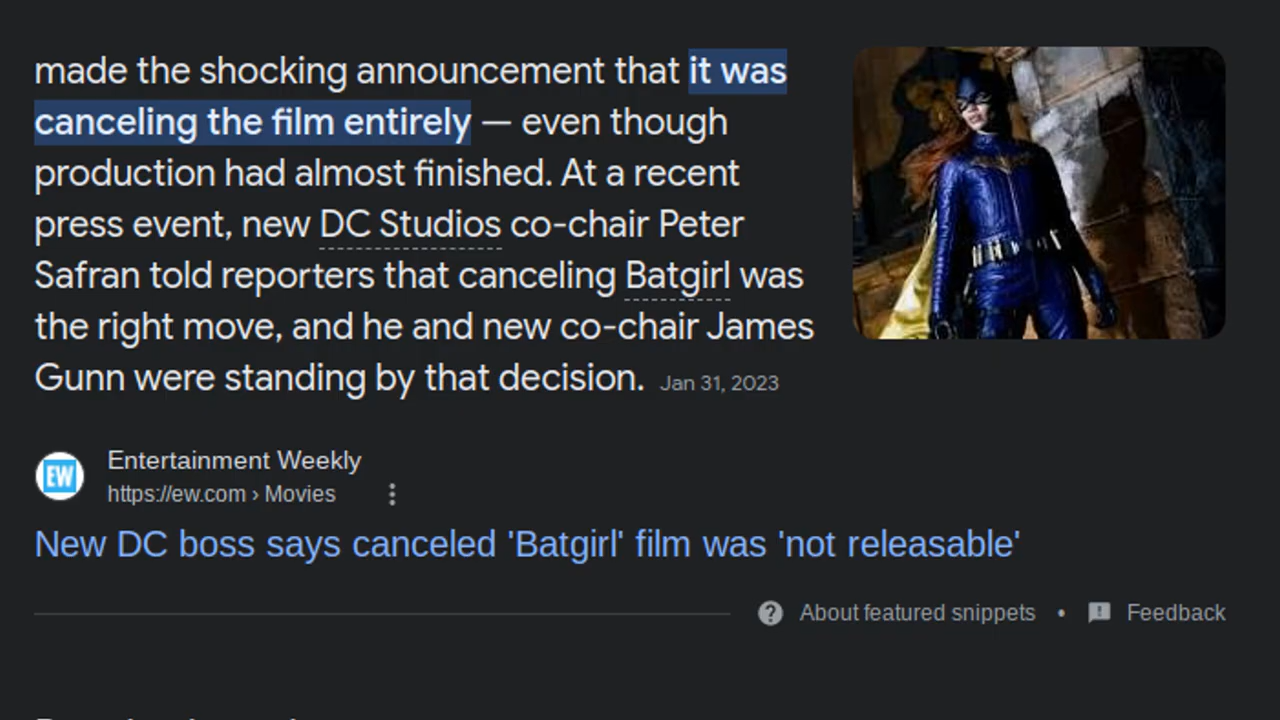 made the shocking announcement that it was
canceling the film entirely — even though
production had almost finished. At a recent
press event, new DC Studios co-chair Peter
Safran told reporters that canceling Batgirl was
the right move, and he and new co-chair James
Gunn were standing by that decision. Jan 31, 2023
EW
Entertainment Weekly
https://ew.com › Movies
New DC boss says canceled 'Batgirl' film was 'not releasable'
About featured snippets • Feedback